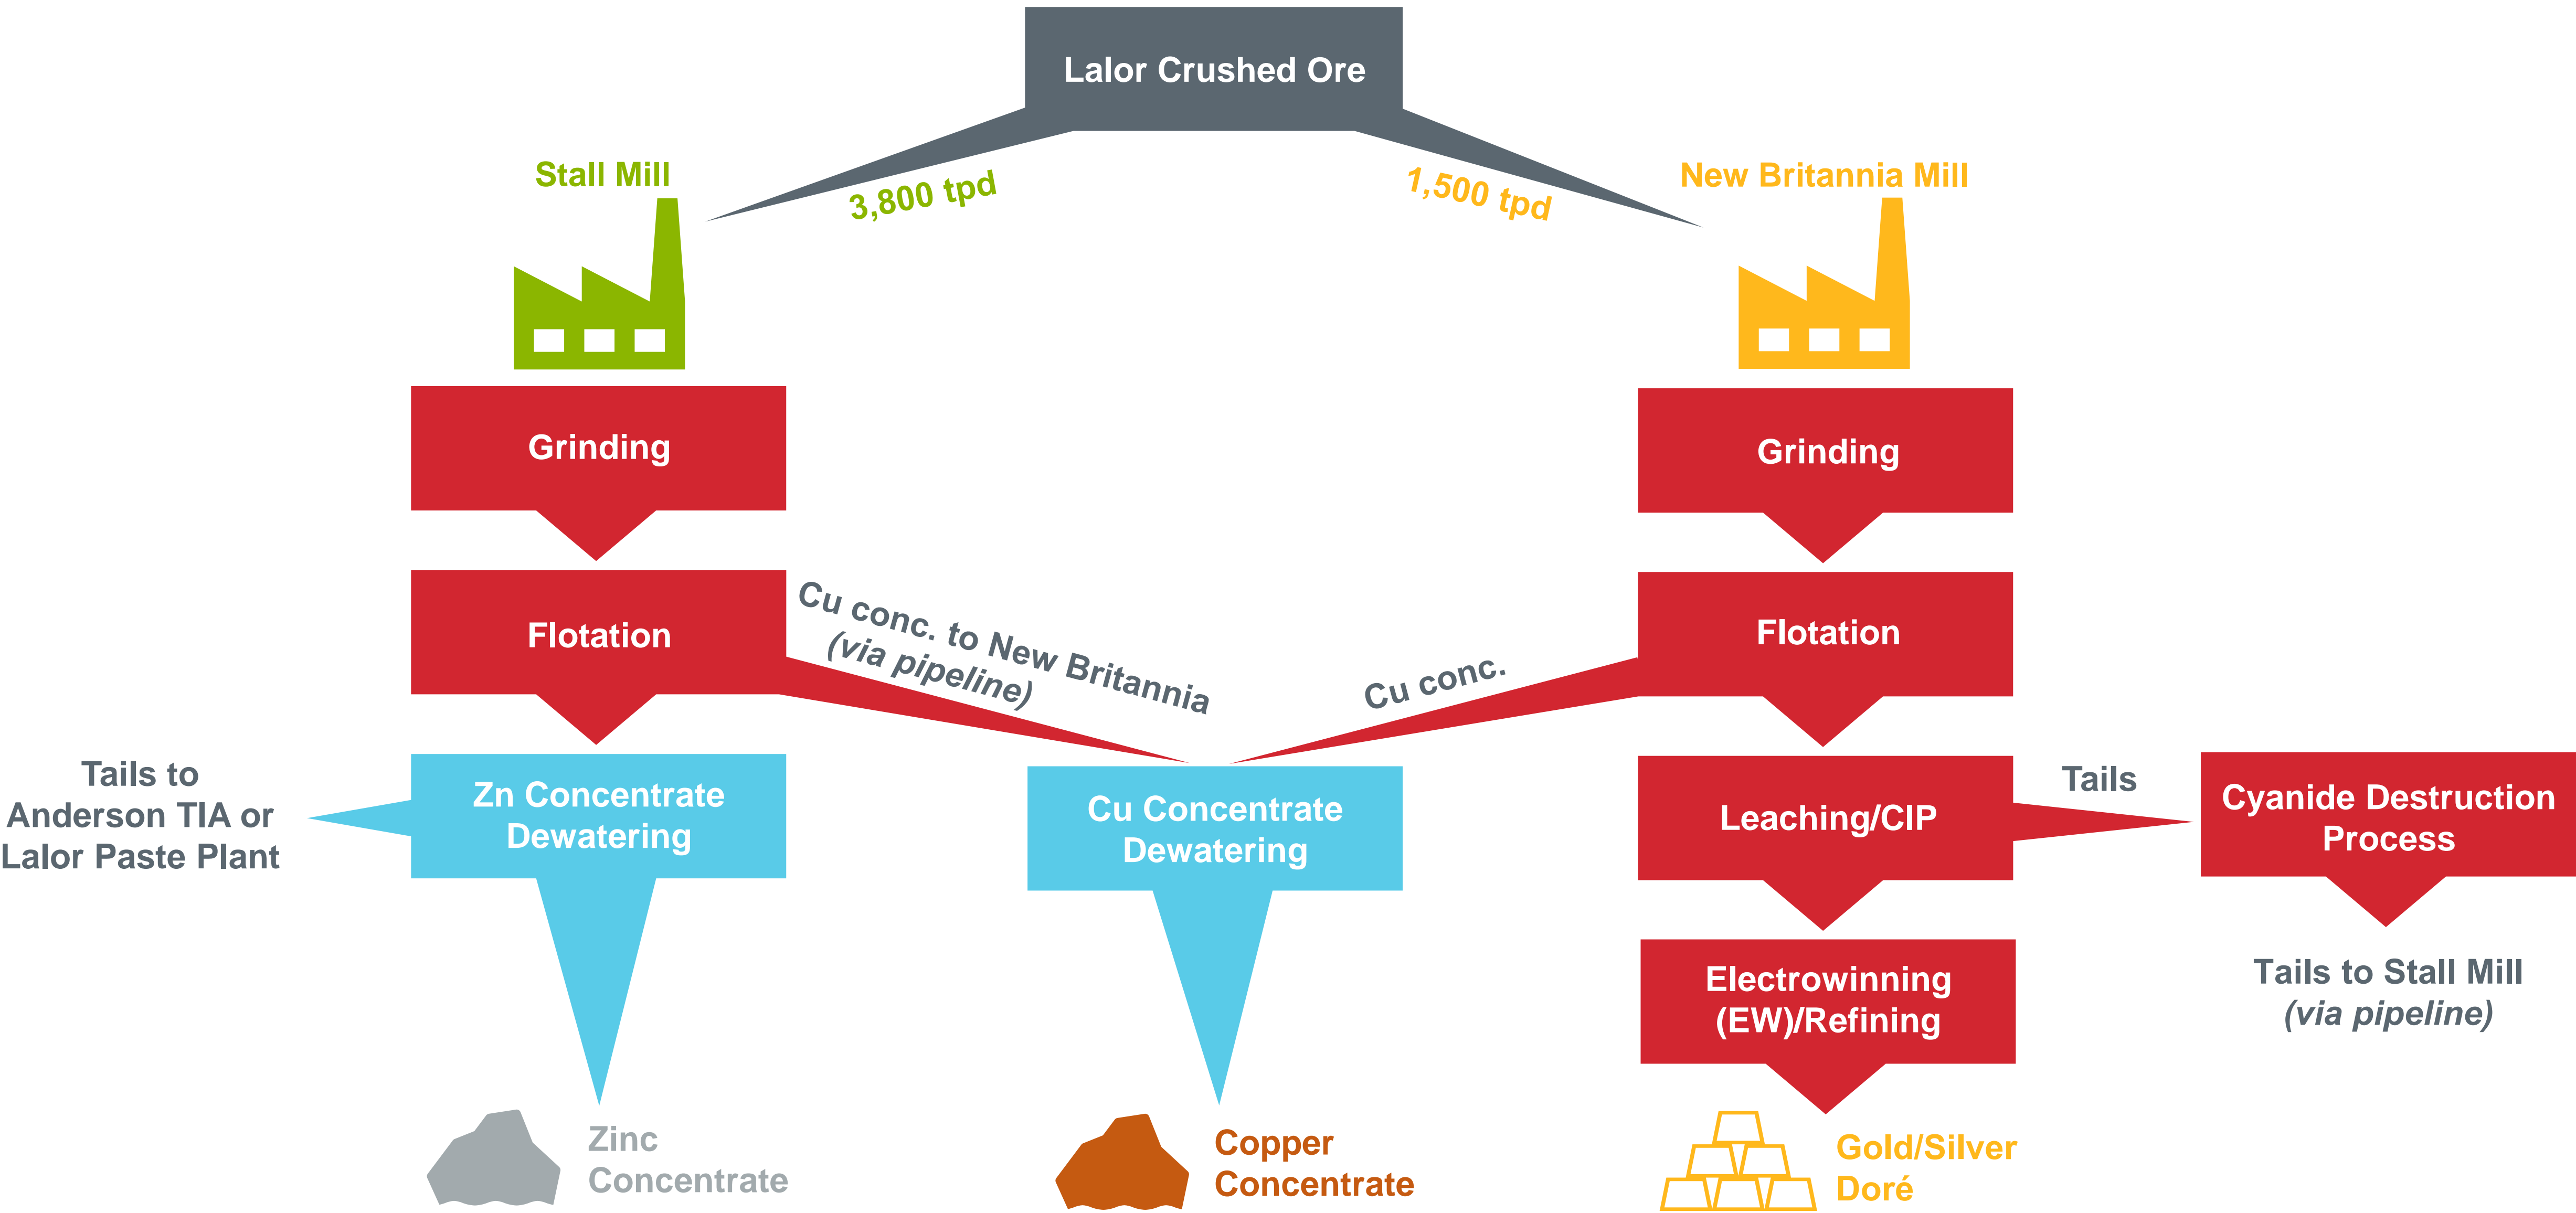 Lalor Crushed Ore
Stall Mill
3,800 tpd
1,500 tpd
New Britannia Mill
Grinding
Grinding
Flotation
Cu conc. to New Britannia
(via pipeline)
Cu conc.
Flotation
Tails to
Anderson TIA or
Lalor Paste Plant
Zn Concentrate
Dewatering
Cu Concentrate
Dewatering
Leaching/CIP
Tails
Cyanide Destruction
Process
Electrowinning
(EW)/Refining
Tails to Stall Mill
(via pipeline)
Zinc
Concentrate
Copper
Concentrate
Gold/Silver
Doré